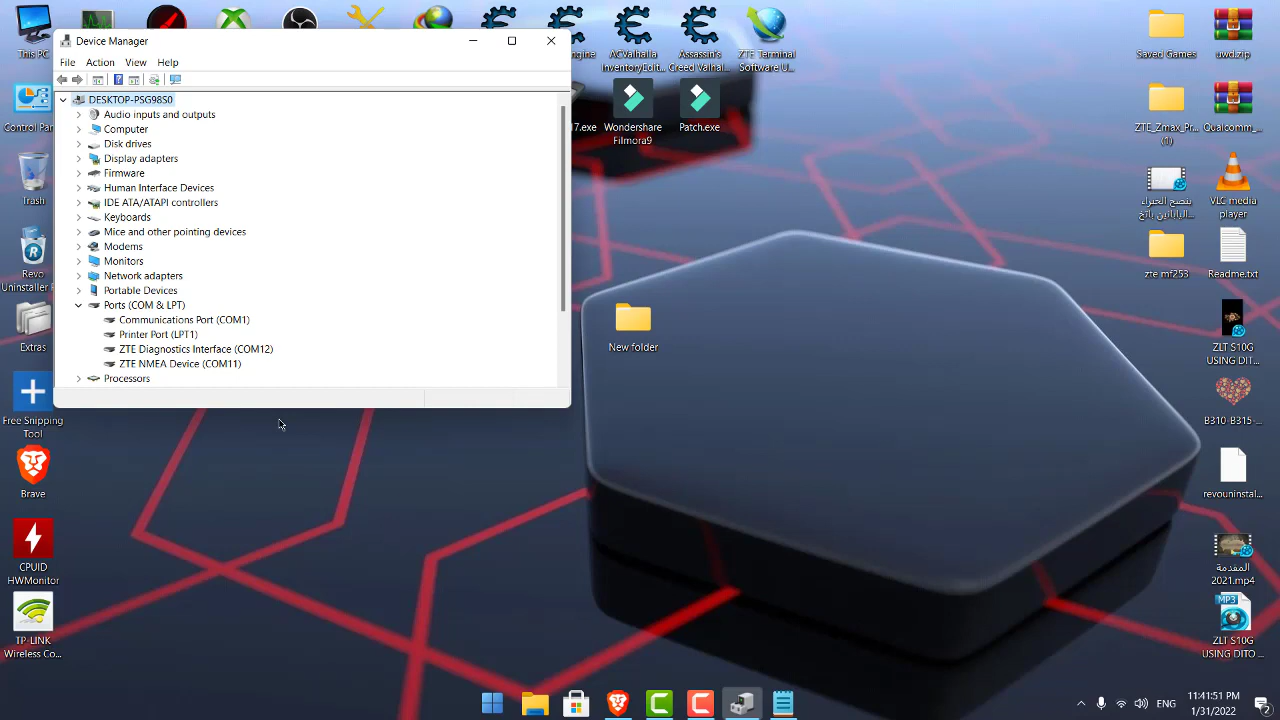 Device Manager
File Action View Help
DESKTOP-PSG98S0
Audio inputs and outputs
Computer
Disk drives
Display adapters
Firmware
Human Interface Devices
IDE ATA/ATAPI controllers
Keyboards
Mice and other pointing devices
Modems
Monitors
Network adapters
Portable Devices
Ports (COM & LPT)
Communications Port (COM1)
Printer Port (LPT1)
ZTE Diagnostics Interface (COM12)
ZTE NMEA Device (COM11)
Processors
This PC
Control Pan
Trash
Revo
Uninstaller
Extras
Free Snipping
Tool
Brave
CPUID
HWMonitor
TP-LINK
Wireless Co...
ACValhalla
InventoryEdit...
Assassin's
Creed Valhal...
ZTE Terminal
Software U...
17.exe
Wondershare
Filmora9
Patch.exe
New folder
Saved Games
uwd.zip
ZTE_Zmax_Pr...
(1)
Qualcomm_...
VLC media
player
zte mf253
Readme.txt
ZLT S10G
USING DIT...
B310-B315-...
revouninstal...
المقدمة
2021.mp4
MP3
ZLT S10G
USING DITO ...
ENG
11:41:51 PM
1/31/2022